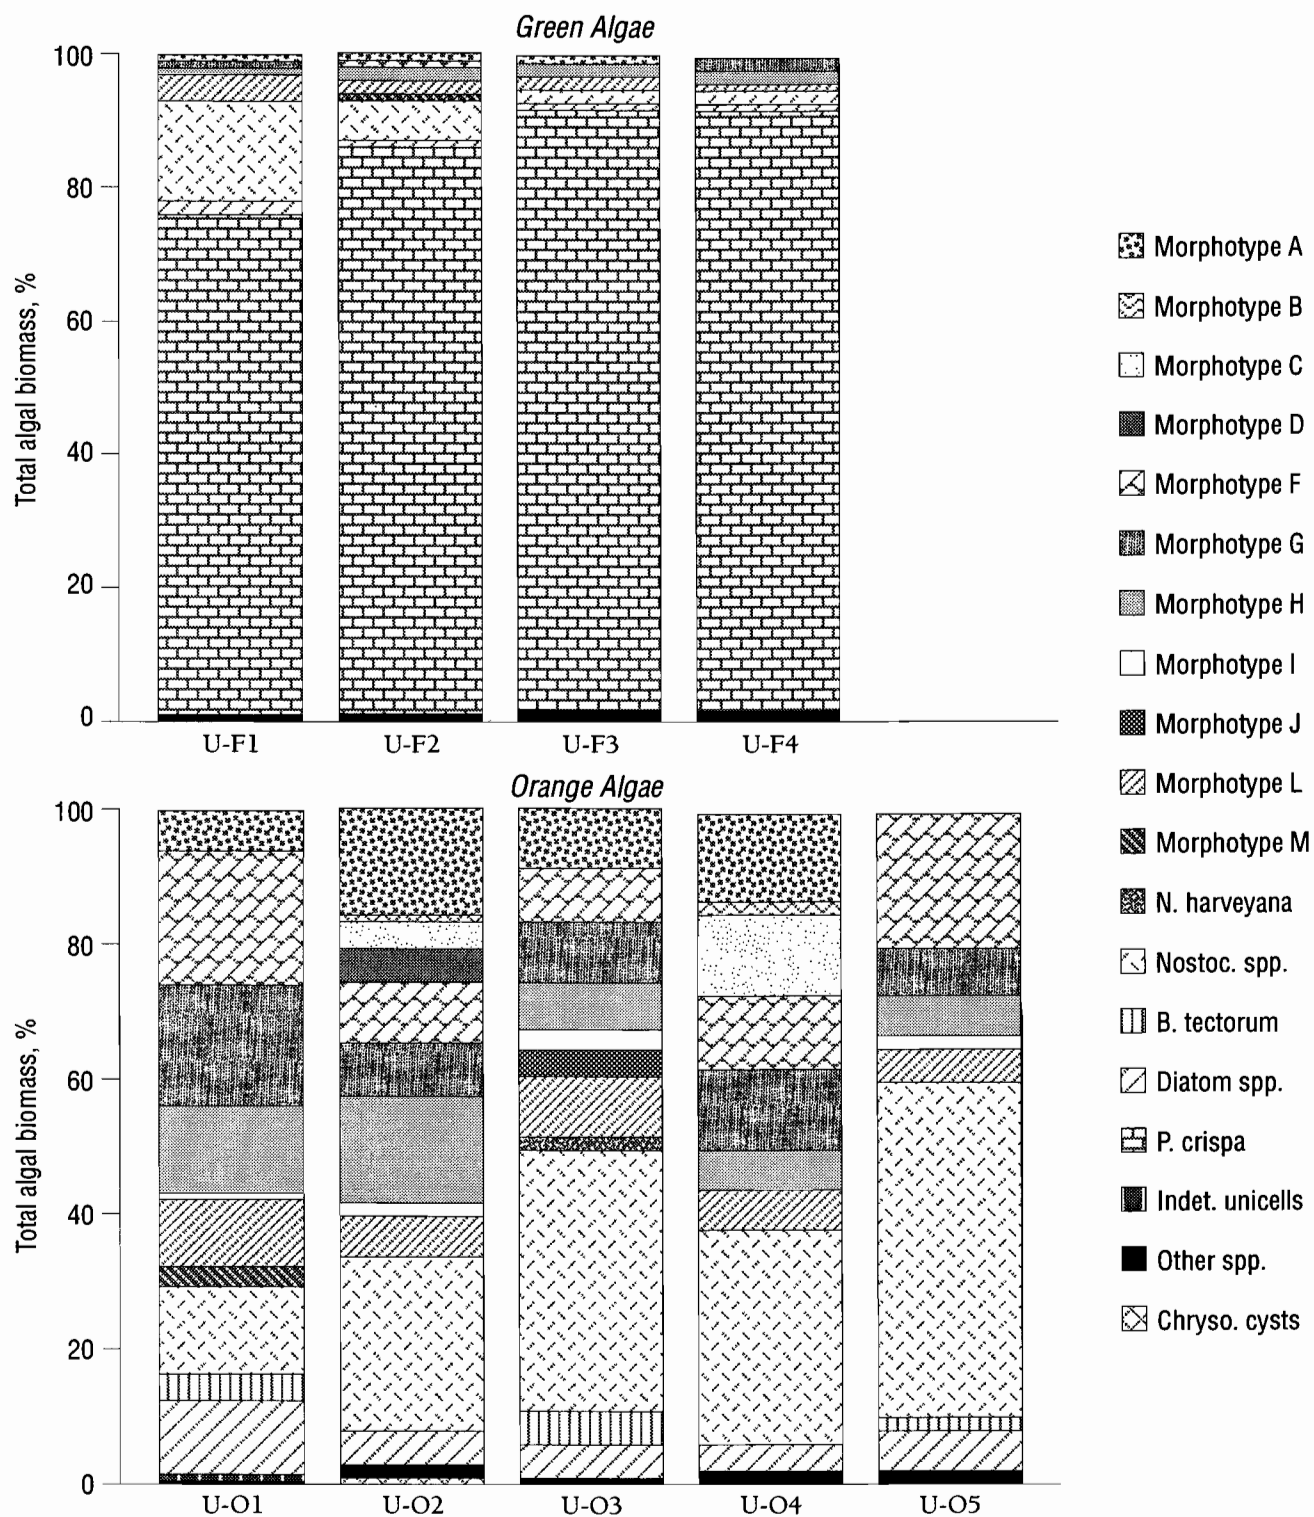 Green Algae
Total algal biomass, %
100
80
60
40
20
0
U-F1
U-F2
U-F3
U-F4
Orange Algae
Total algal biomass, %
100
80
60
40
20
0
U-O1
U-O2
U-O3
U-O4
U-O5
Morphotype A
Morphotype B
Morphotype C
Morphotype D
Morphotype F
Morphotype G
Morphotype H
Morphotype I
Morphotype J
Morphotype L
Morphotype M
N. harveyana
Nostoc. spp.
B. tectorum
Diatom spp.
P. crispa
Indet. unicells
Other spp.
Chryso. cysts